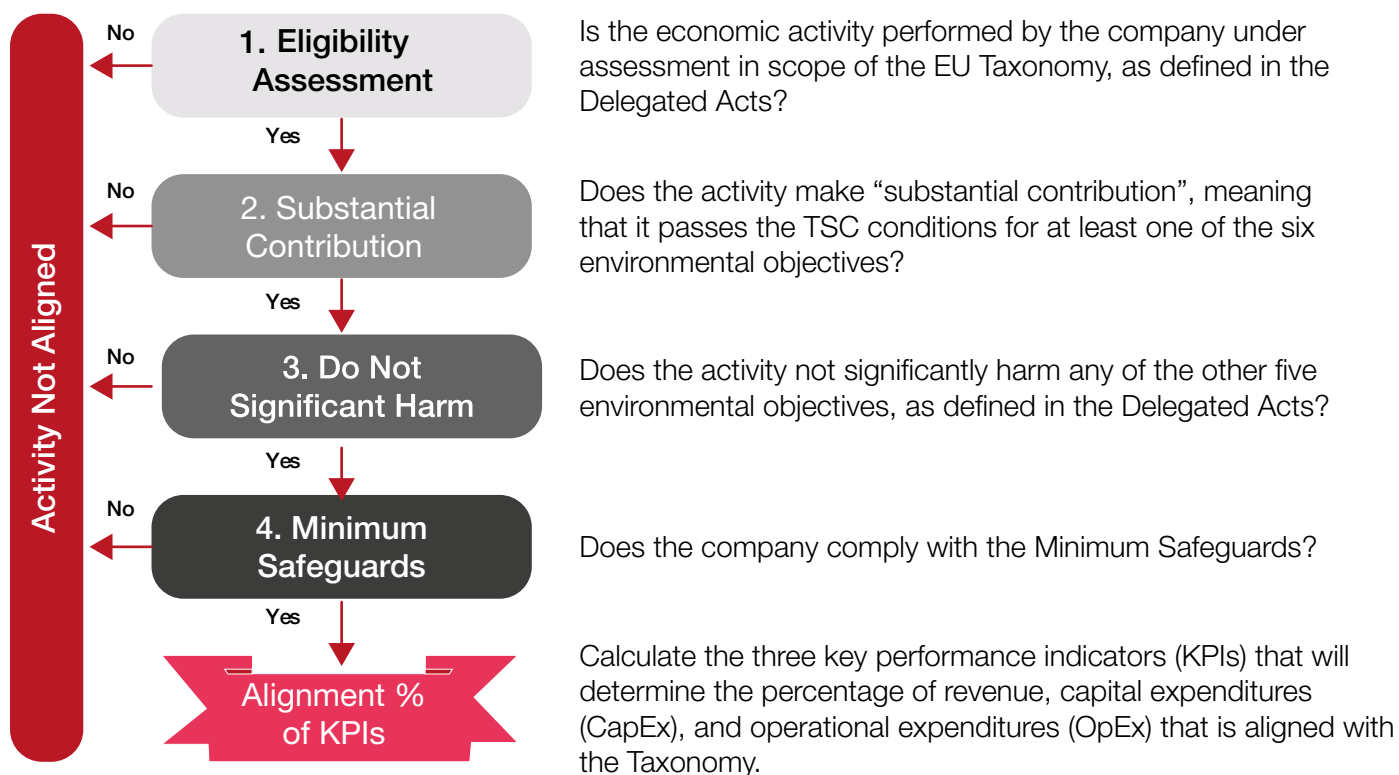 Activity Not Aligned
No
1. Eligibility
Assessment
Is the economic activity performed by the company under
assessment in scope of the EU Taxonomy, as defined in the
Delegated Acts?
Yes
No
2. Substantial
Contribution
Does the activity make “substantial contribution”, meaning
that it passes the TSC conditions for at least one of the six
environmental objectives?
Yes
No
3. Do Not
Significant Harm
Does the activity not significantly harm any of the other five
environmental objectives, as defined in the Delegated Acts?
Yes
No
4. Minimum
Safeguards
Does the company comply with the Minimum Safeguards?
Yes
Alignment %
of KPIs
Calculate the three key performance indicators (KPIs) that will
determine the percentage of revenue, capital expenditures
(CapEx), and operational expenditures (OpEx) that is aligned with
the Taxonomy.